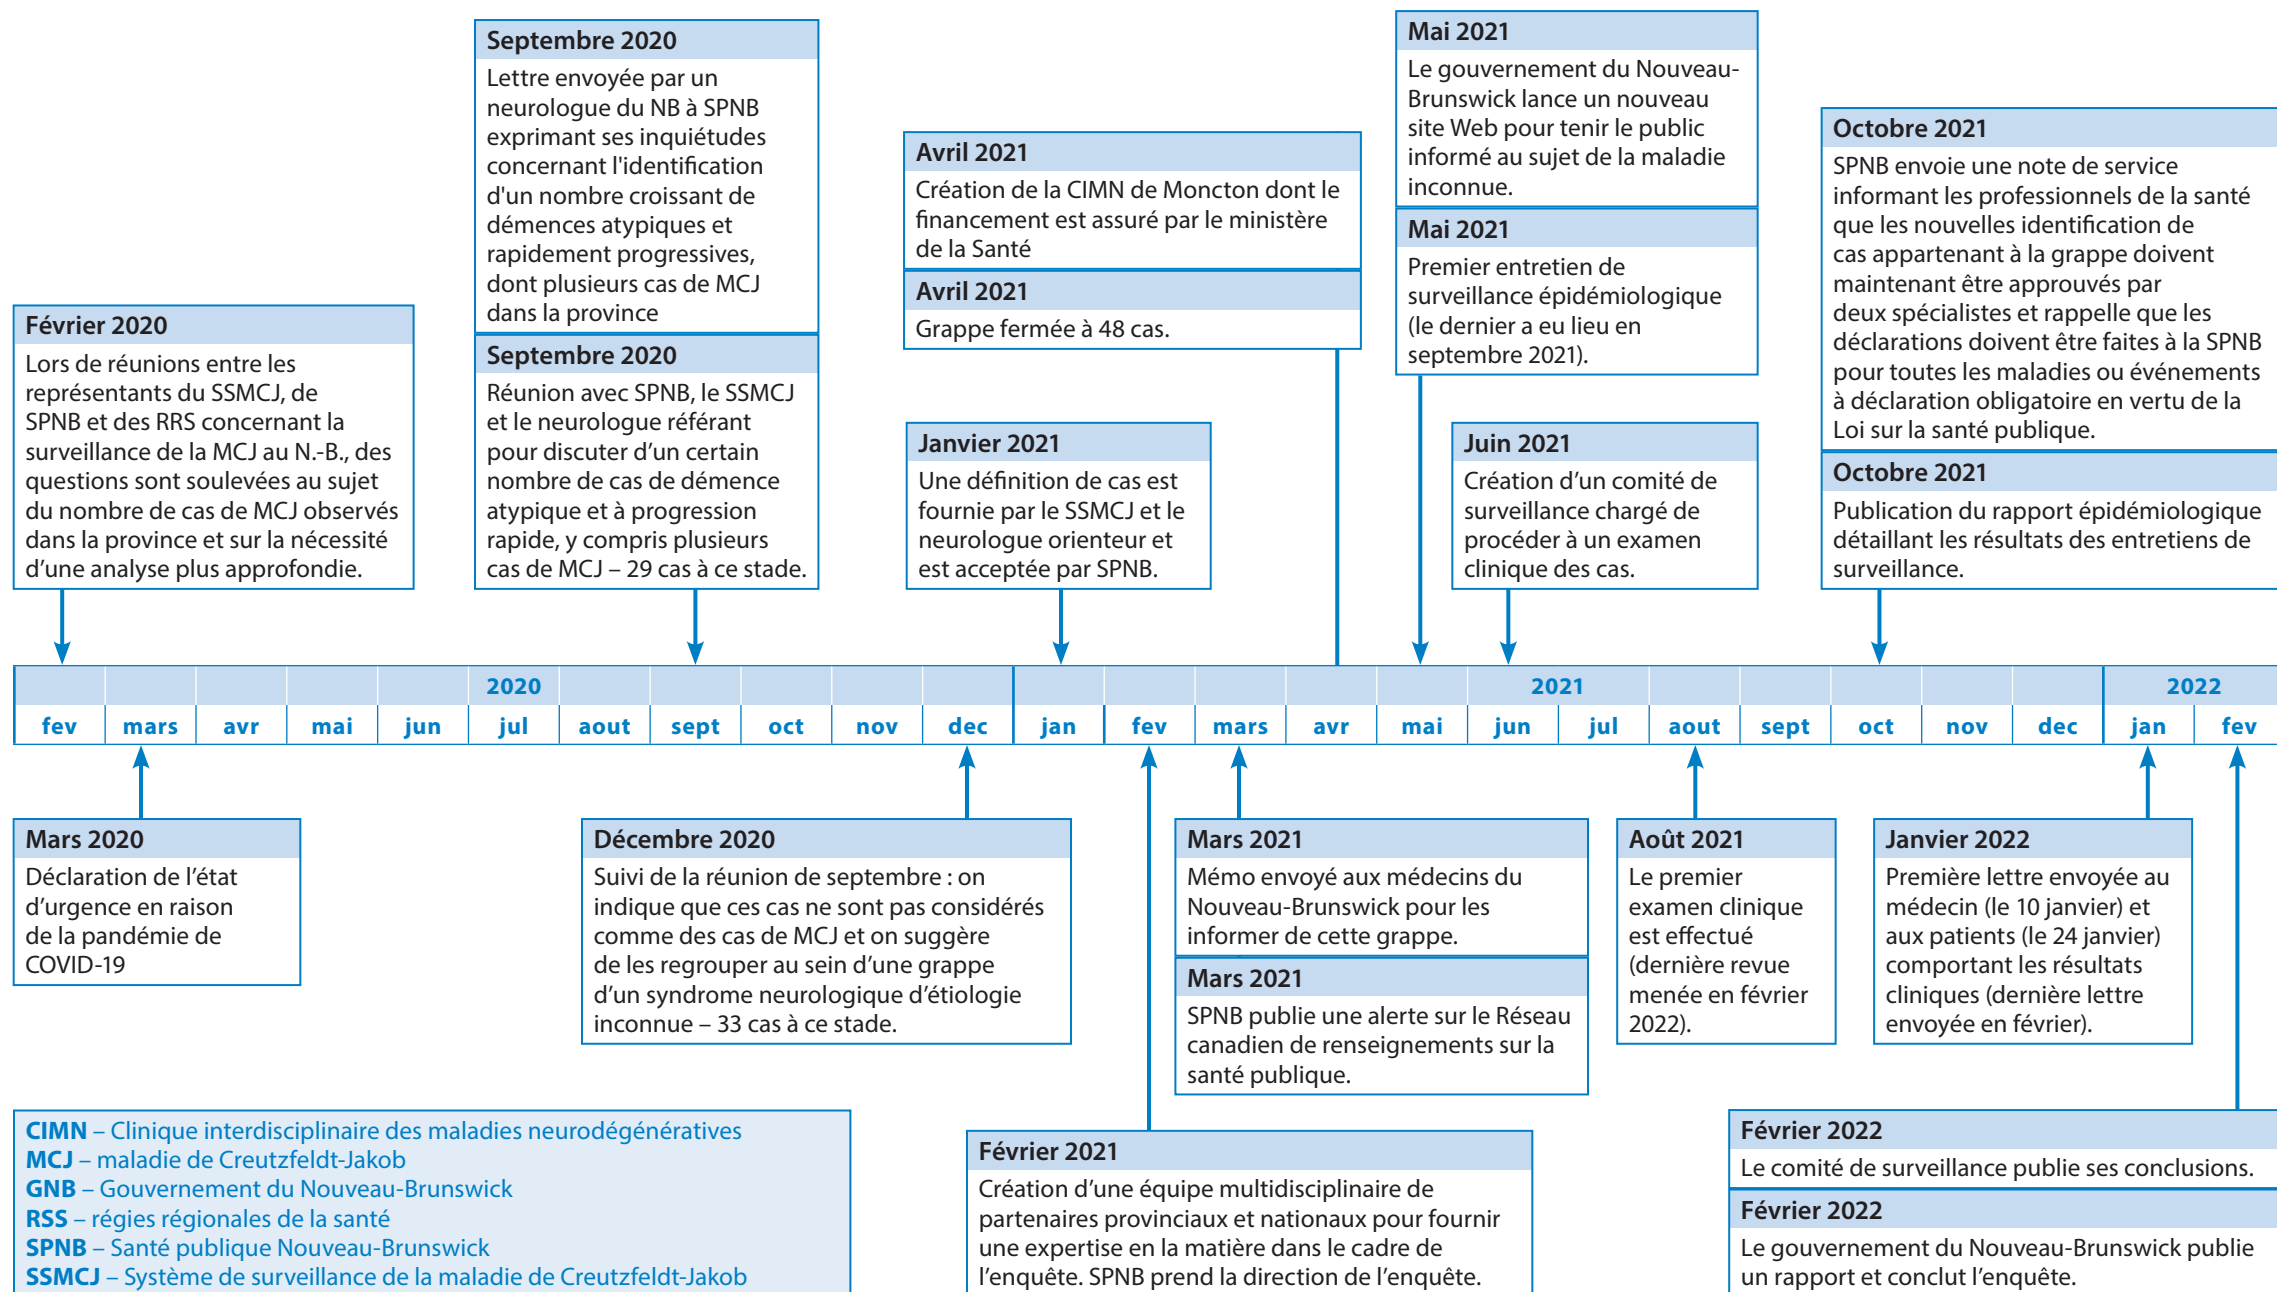 Février 2020
Lors de réunions entre les
représentants du SSMCJ, de
SPNB et des RRS concernant la
surveillance de la MCJ au N.-B., des
questions sont soulevées au sujet
du nombre de cas de MCJ observés
dans la province et sur la nécessité
d’une analyse plus approfondie.
Septembre 2020
Lettre envoyée par un
neurologue du NB à SPNB
exprimant ses inquiétudes
concernant l'identification
d'un nombre croissant de
démences atypiques et
rapidement progressives,
dont plusieurs cas de MCJ
dans la province
Septembre 2020
Réunion avec SPNB, le SSMCJ
et le neurologue référant
pour discuter d’un certain
nombre de cas de démence
atypique et à progression
rapide, y compris plusieurs
cas de MCJ – 29 cas à ce stade.
Avril 2021
Création de la CIMN de Moncton dont le
financement est assuré par le ministère
de la Santé
Avril 2021
Grappe fermée à 48 cas.
Janvier 2021
Une définition de cas est
fournie par le SSMCJ et le
neurologue orienteur et
est acceptée par SPNB.
Mai 2021
Le gouvernement du Nouveau-
Brunswick lance un nouveau
site Web pour tenir le public
informé au sujet de la maladie
inconnue.
Mai 2021
Premier entretien de
surveillance épidémiologique
(le dernier a eu lieu en
septembre 2021).
Juin 2021
Création d’un comité de
surveillance chargé de
procéder à un examen
clinique des cas.
Octobre 2021
SPNB envoie une note de service
informant les professionnels de la santé
que les nouvelles identification de
cas appartenant à la grappe doivent
maintenant être approuvés par
deux spécialistes et rappelle que les
déclarations doivent être faites à la SPNB
pour toutes les maladies ou événements
à déclaration obligatoire en vertu de la
Loi sur la santé publique.
Octobre 2021
Publication du rapport épidémiologique
détaillant les résultats des entretiens de
surveillance.
2020 2021 2022
fev mars avr mai jun jul aout sept oct nov dec jan fev mars avr mai jun jul aout sept oct nov dec jan fev
Mars 2020
Déclaration de l’état
d’urgence en raison
de la pandémie de
COVID-19
Décembre 2020
Suivi de la réunion de septembre : on
indique que ces cas ne sont pas considérés
comme des cas de MCJ et on suggère
de les regrouper au sein d’une grappe
d’un syndrome neurologique d’étiologie
inconnue – 33 cas à ce stade.
Mars 2021
Mémo envoyé aux médecins du
Nouveau-Brunswick pour les
informer de cette grappe.
Mars 2021
SPNB publie une alerte sur le Réseau
canadien de renseignements sur la
santé publique.
Août 2021
Le premier
examen clinique
est effectué
(dernière revue
menée en février
2022).
Janvier 2022
Première lettre envoyée au
médecin (le 10 janvier) et
aux patients (le 24 janvier)
comportant les résultats
cliniques (dernière lettre
envoyée en février).
CIMN – Clinique interdisciplinaire des maladies neurodégénératives
MCJ – maladie de Creutzfeldt-Jakob
GNB – Gouvernement du Nouveau-Brunswick
RSS – régies régionales de la santé
SPNB – Santé publique Nouveau-Brunswick
SSMCJ – Système de surveillance de la maladie de Creutzfeldt-Jakob
Février 2021
Création d’une équipe multidisciplinaire de
partenaires provinciaux et nationaux pour fournir
une expertise en la matière dans le cadre de
l’enquête. SPNB prend la direction de l’enquête.
Février 2022
Le comité de surveillance publie ses conclusions.
Février 2022
Le gouvernement du Nouveau-Brunswick publie
un rapport et conclut l’enquête.